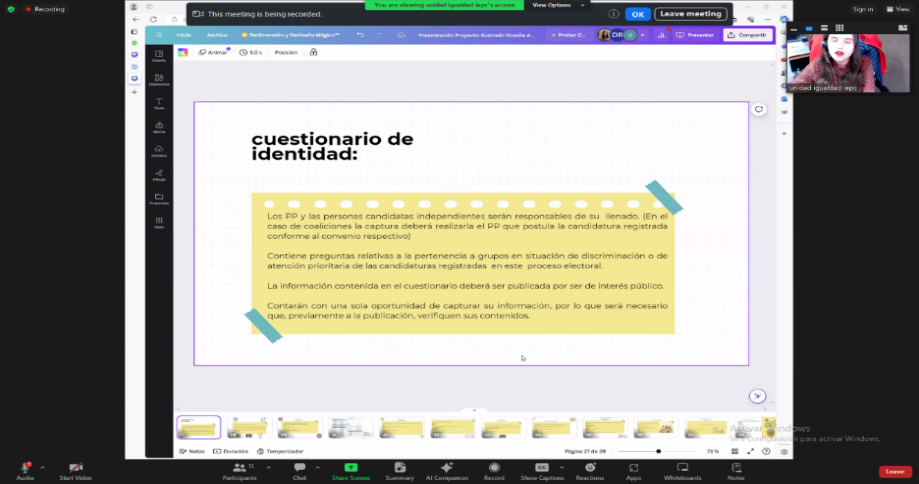 Recording
You are viewing unidad igualdad iepc's screen
View Options
Sign in
View
This meeting is being recorded.
OK
Leave meeting
Inicio
Archivo
Redimensión y Rediseño Mágico™
Presentar
Compartir
Animar
5.0 s
Posición
unidad igualdad iepc
Diseño
Elementos
Texto
Marca
Dibujo
Proyectos
Apps
cuestionario de
identidad:
Los PP y las personas candidatas independientes serán responsables de su llenado. (En el
caso de coaliciones la captura deberá realizarla el PP que postula la candidatura registrada
conforme al convenio respectivo)
Contiene preguntas relativas a la pertenencia a grupos en situación de discriminación o de
atención prioritaria de las candidaturas registradas en este proceso electoral.
La información contenida en el cuestionario deberá ser publicada por ser de interés público.
Contarán con una sola oportunidad de capturar su información, por lo que será necesario
que, previamente a la publicación, verifiquen sus contenidos.
Activar Windows
Ve a Configuración para activar Windows.
Notas
Duración
Temporizador
Página 27 de 39
73 %
Audio
Start Video
Participants
11
Chat
Share Screen
Summary
AI Companion
Record
Show Captions
Reactions
Apps
Whiteboards
Notes
Leave